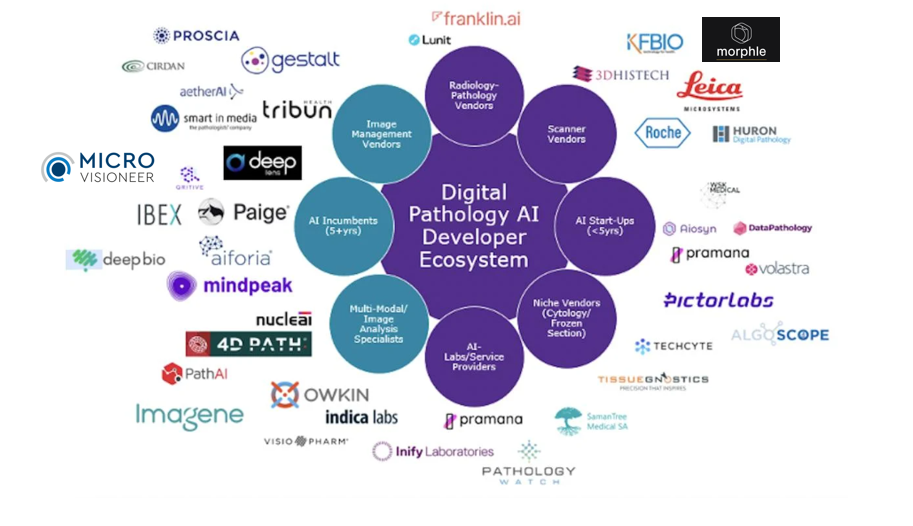 franklin.ai
Lunit
PROSCIA
CIRDAN
gestalt
aetherAI
smart in media
the pathologists' company
tribun
HEALTH
MICRO
VISIONEER
QRITIVE
deep
lens
KFBIO
morphle
3DHISTECH
Leica
MICROSYSTEMS
Roche
HURON
Digital Pathology
Radiology-
Pathology
Vendors
Image
Management
Vendors
Scanner
Vendors
Digital
Pathology AI
Developer
Ecosystem
AI Incumbents
(5+yrs)
AI Start-Ups
(<5yrs)
Multi-Modal/
Image
Analysis
Specialists
Niche Vendors
(Cytology/
Frozen
Section)
AI-
Labs/Service
Providers
IBEX
Paige
deepbio
aiforia
mindpeak
nucleai
4D PATH
PathAI
Imagene
OWKIN
indica labs
VISIOPHARM
WSK
MEDICAL
Aiosyn
DataPathology
pramana
volastra
Pictorlabs
ALGOSCOPE
TECHCYTE
TISSUEGNOSTICS
PRECISION THAT INSPIRES
pramana
SamanTree
Medical SA
Inify Laboratories
PATHOLOGY
WATCH